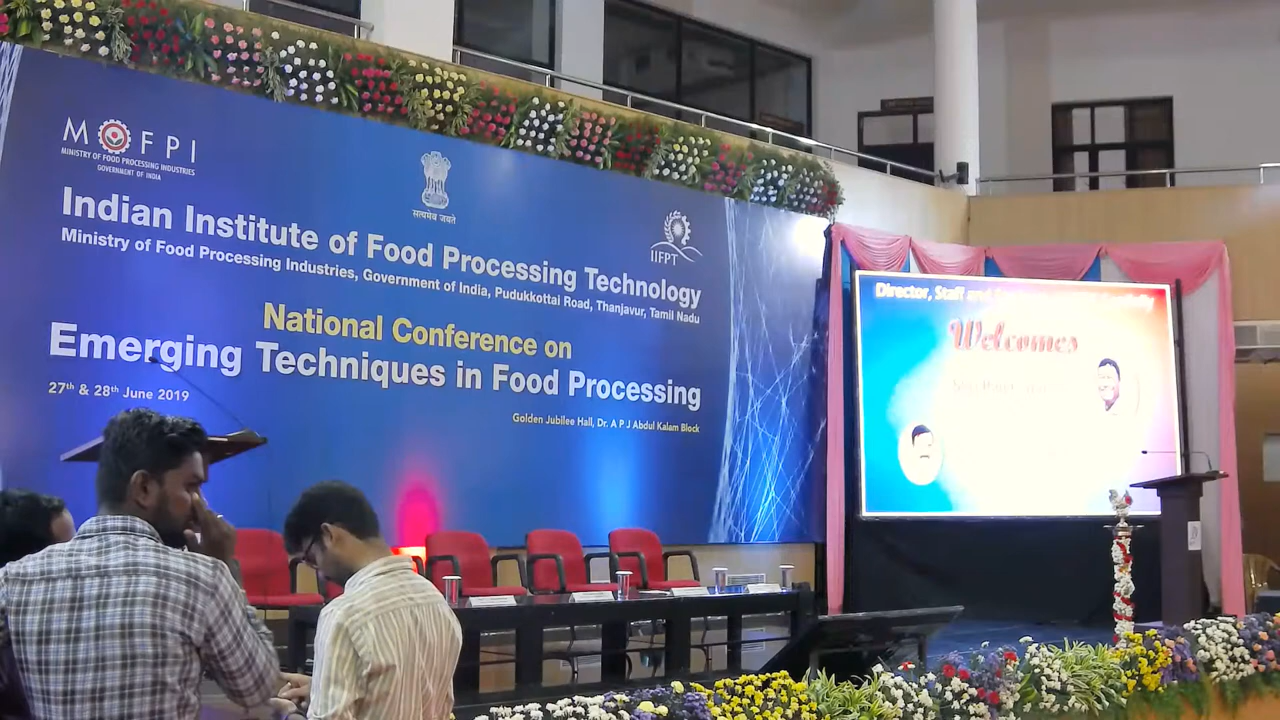 MOFPI
MINISTRY OF FOOD PROCESSING INDUSTRIES
GOVERNMENT OF INDIA
सत्यमेव जयते
IIFPT
Indian Institute of Food Processing Technology
Ministry of Food Processing Industries, Government of India, Pudukkottai Road, Thanjavur, Tamil Nadu
National Conference on
Emerging Techniques in Food Processing
27th & 28th June 2019
Golden Jubilee Hall, Dr. A P J Abdul Kalam Block
Director, Staff and
Welcomes